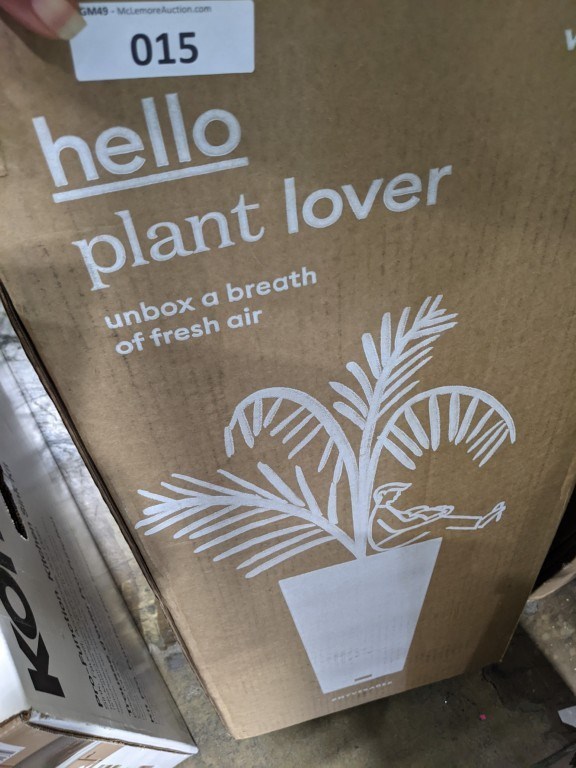 GM49 - McLemoreAuction.com
015
hello
plant lover
unbox a breath
of fresh air